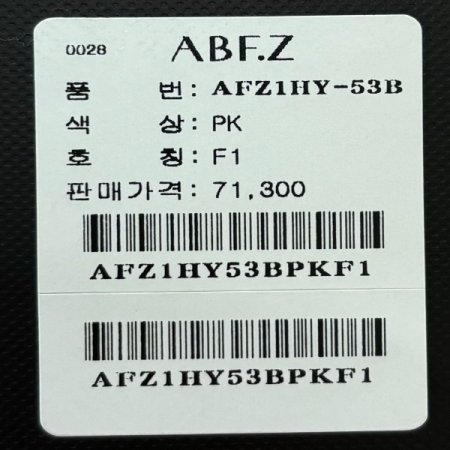 0028 ABF.Z
품 번: AFZ1HY-53B
색 상: PK
호 칭: F1
판매가격: 71,300
AFZ1HY53BPKF1
AFZ1HY53BPKF1